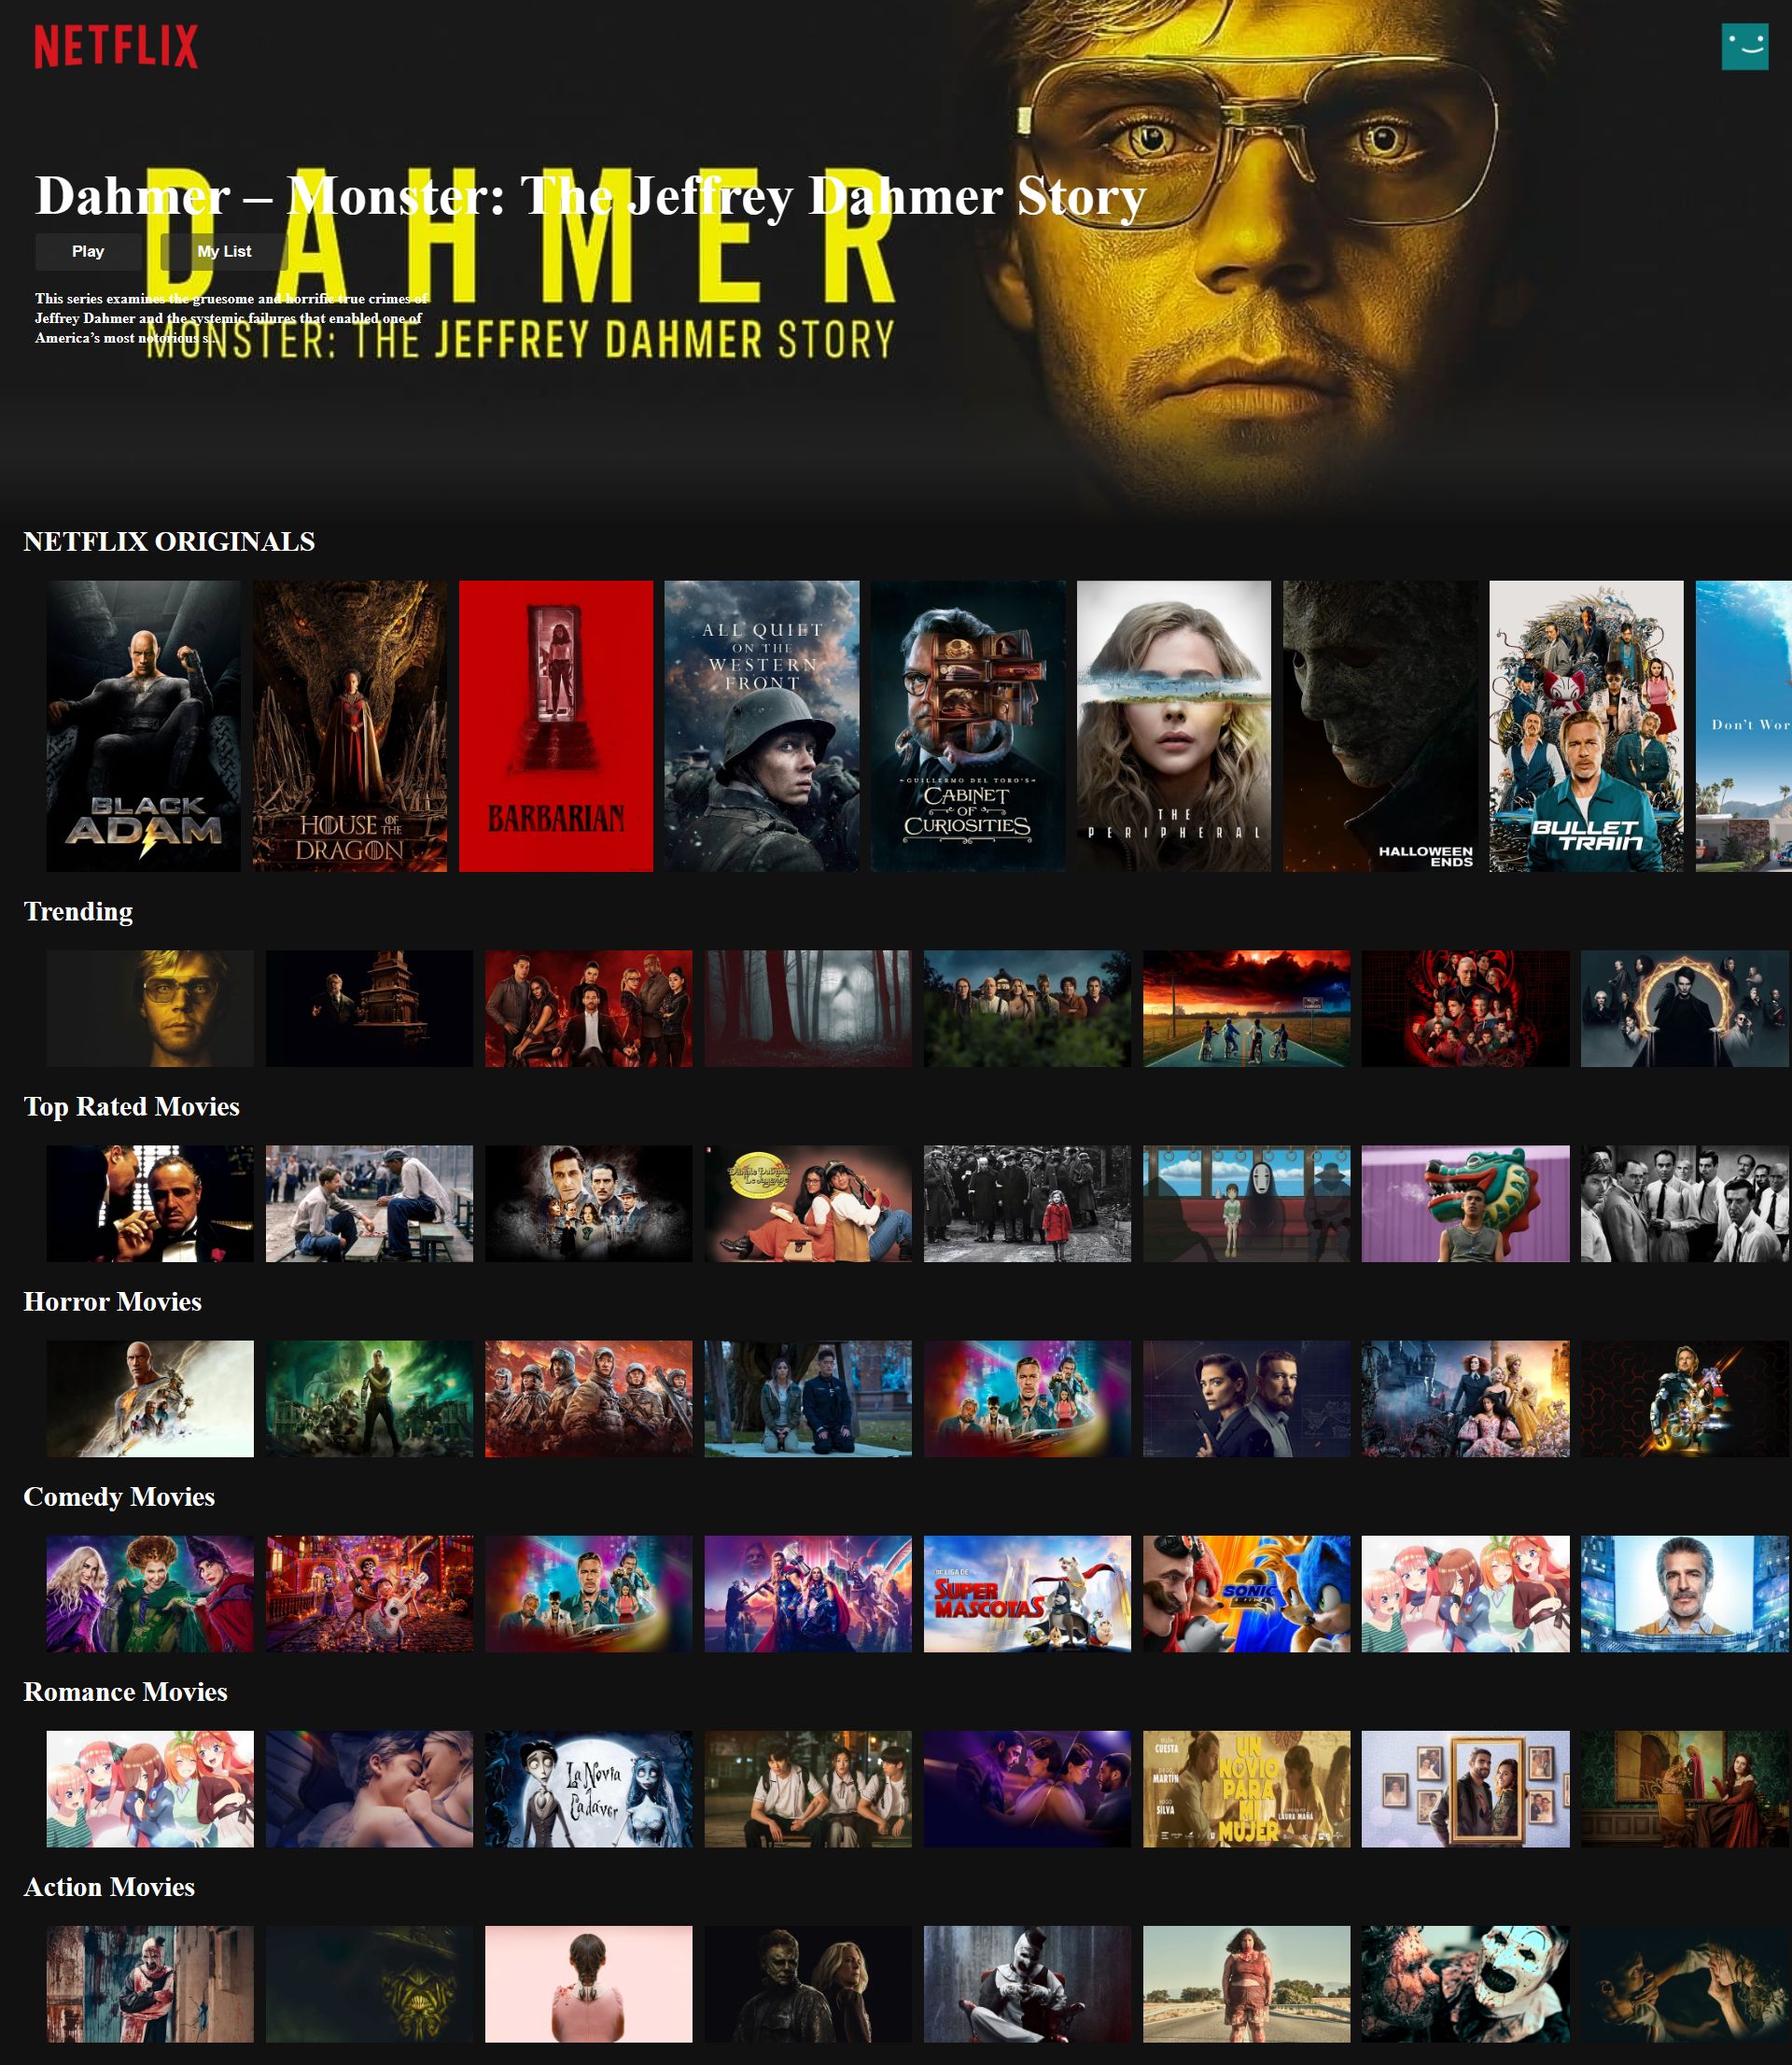 NETFLIX
DAHMER
Dahmer – Monster: The Jeffrey Dahmer Story
Play
My List
This series examines the gruesome and horrific true crimes of
Jeffrey Dahmer and the systemic failures that enabled one of
America’s most notorious s..
MONSTER: THE JEFFREY DAHMER STORY
NETFLIX ORIGINALS
BLACK
ADAM
HOUSE OF THE
DRAGON
BARBARIAN
ALL QUIET
ON THE
WESTERN
FRONT
GUILLERMO DEL TORO'S
CABINET
OF
CURIOSITIES
THE
PERIPHERAL
HALLOWEEN
ENDS
BULLET
TRAIN
Don't Wor
Trending
Top Rated Movies
Dilwale Dulhania
Le Jayenge
Horror Movies
Comedy Movies
DC LIGA DE
SUPER
MASCOTAS
SONIC
2
Romance Movies
La Novia
Cadáver
CUESTA
DIEGO
MARTÍN
HUGO
SILVA
UN
NOVIO
PARA
MI
MUJER
LAURA MAÑÁ
Action Movies